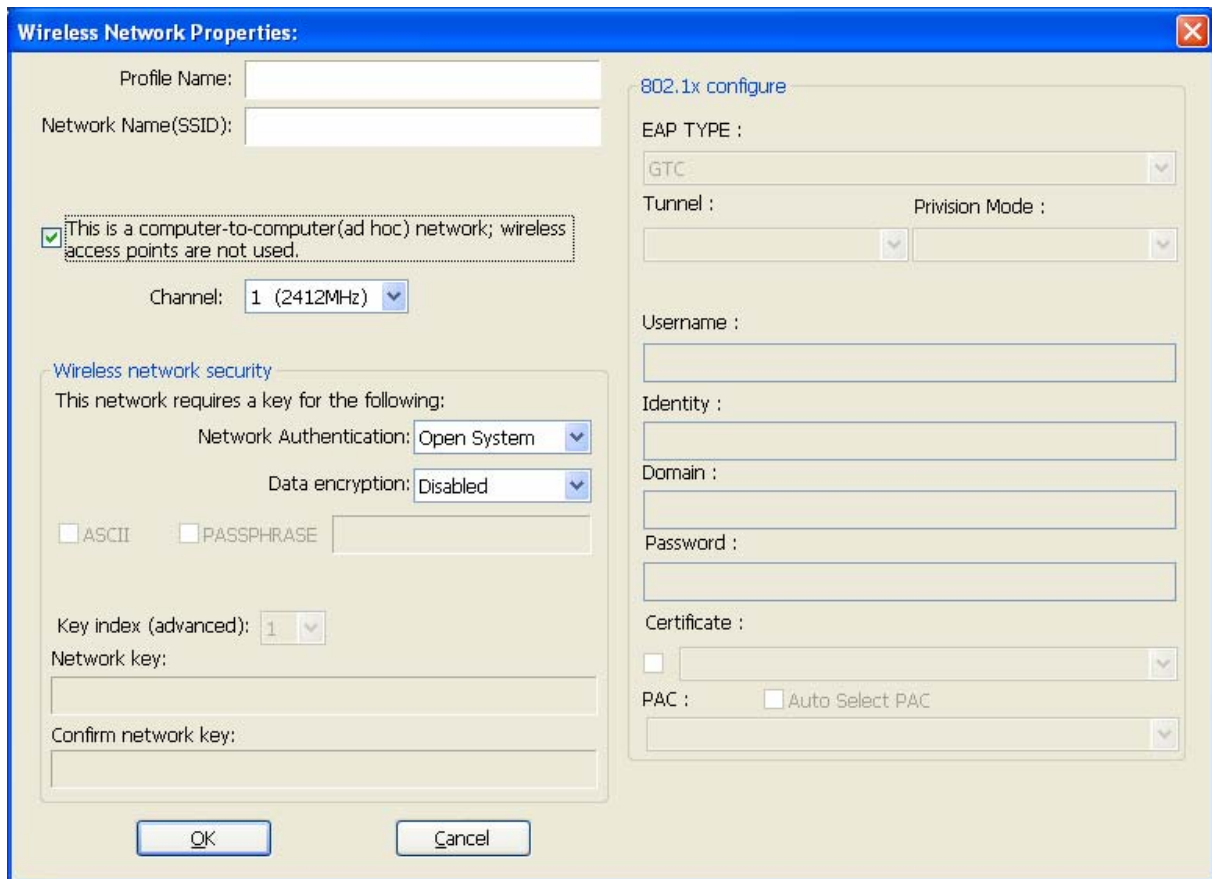 Wireless Network Properties:
Profile Name:
Network Name(SSID):
This is a computer-to-computer(ad hoc) network; wireless
access points are not used.
Channel: 1 (2412MHz)
Wireless network security
This network requires a key for the following:
Network Authentication: Open System
Data encryption: Disabled
ASCII PASSPHRASE
Key index (advanced): 1
Network key:
Confirm network key:
OK Cancel
802.1x configure
EAP TYPE :
GTC
Tunnel : Privision Mode :
Username :
Identity :
Domain :
Password :
Certificate :
PAC : Auto Select PAC